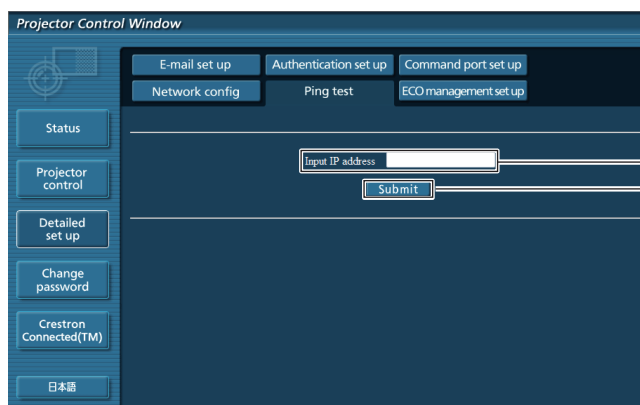 Projector Control Window
E-mail set up
Authentication set up
Command port set up
Network config
Ping test
ECO management set up
Status
Projector
control
Detailed
set up
Change
password
Crestron
Connected(TM)
日本語
Input IP address
Submit